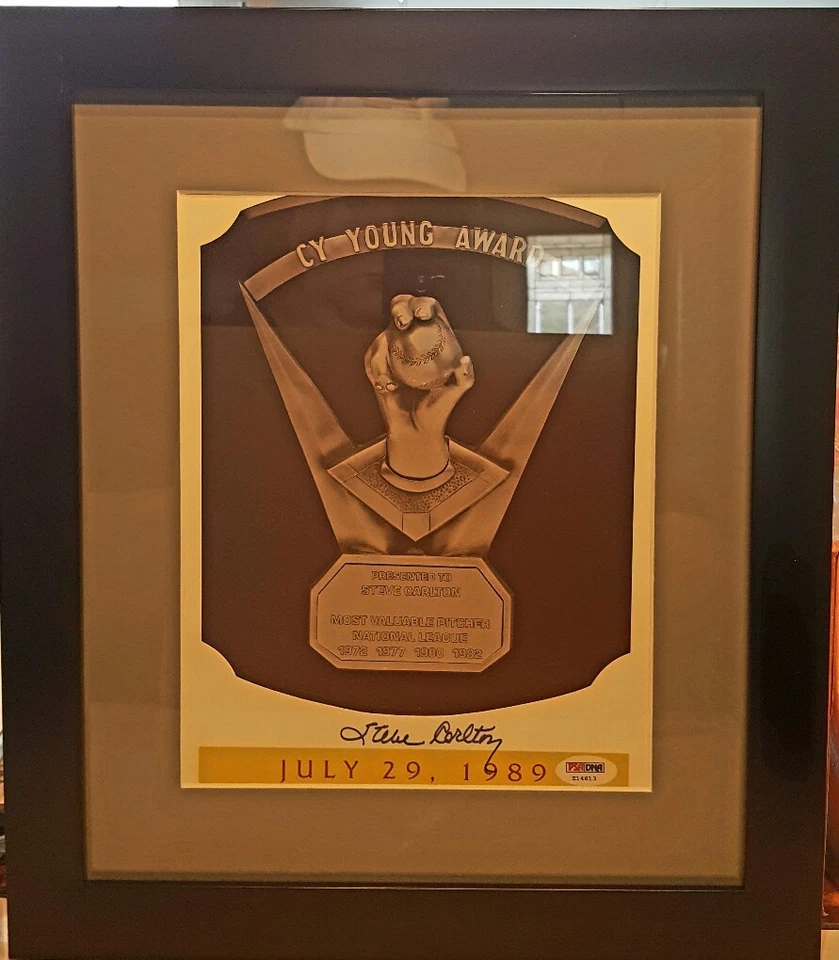 CY YOUNG AWARD
PRESENTED TO
STEVE CARLTON
MOST VALUABLE PITCHER
NATIONAL LEAGUE
1972 1977 1980 1982
Steve Carlton
JULY 29, 1989
PSA DNA
Z14613